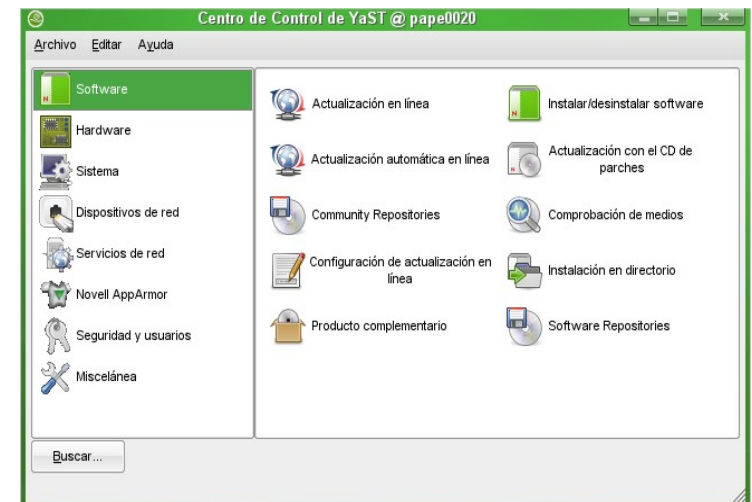 Centro de Control de YaST @ pape0020
Archivo Editar Ayuda
Software
Hardware
Sistema
Dispositivos de red
Servicios de red
Novell AppArmor
Seguridad y usuarios
Miscelánea
Actualización en línea
Instalar/desinstalar software
Actualización automática en línea
Actualización con el CD de
parches
Community Repositories
Comprobación de medios
Configuración de actualización en
línea
Instalación en directorio
Producto complementario
Software Repositories
Buscar...